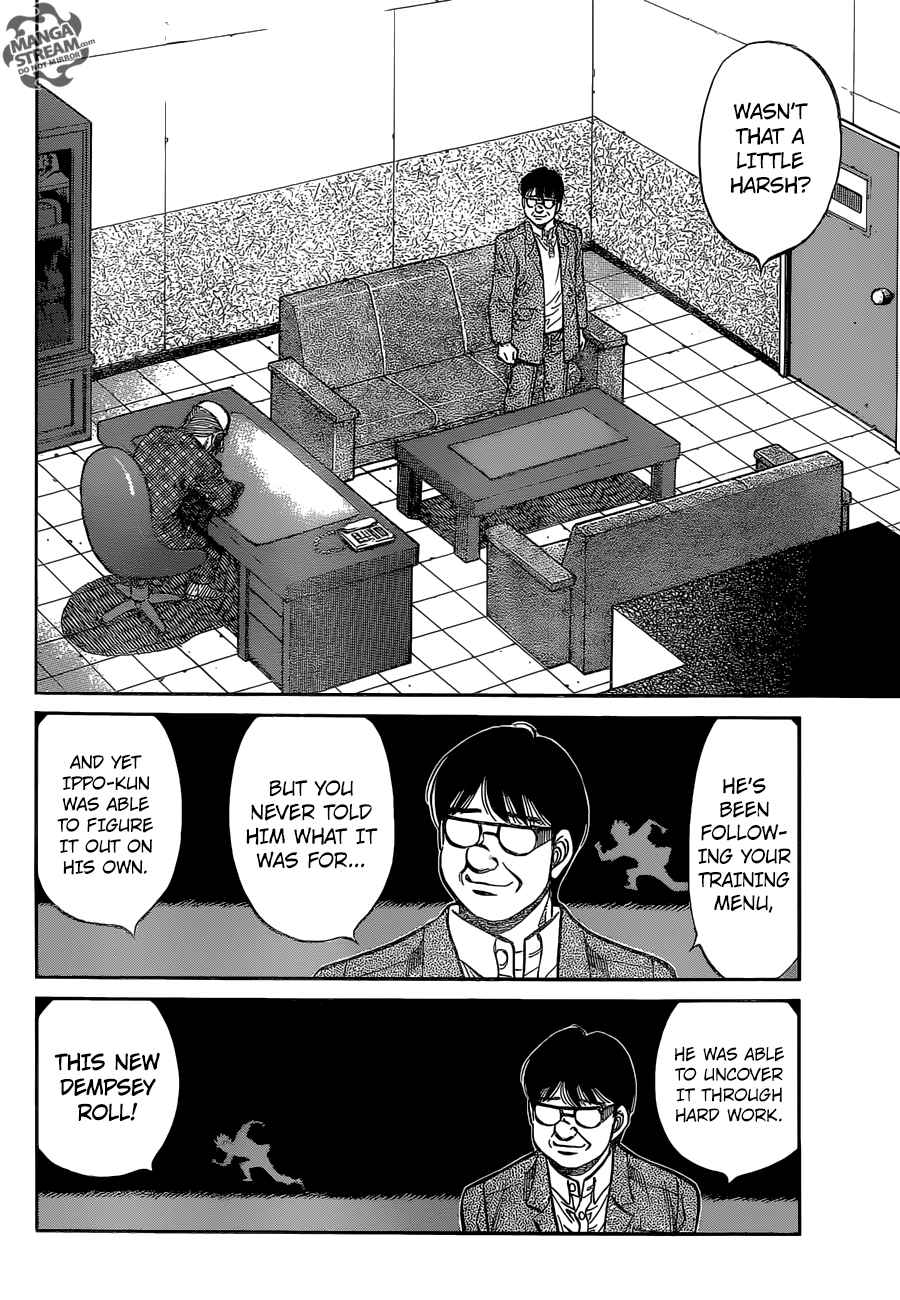 MANGA
STREAM.com
DO NOT MIRROR
WASN'T
THAT A
LITTLE
HARSH?
HE'S
BEEN
FOLLOW-
ING YOUR
TRAINING
MENU,
BUT YOU
NEVER TOLD
HIM WHAT IT
WAS FOR...
AND YET
IPPO-KUN
WAS ABLE
TO FIGURE
IT OUT ON
HIS OWN.
HE WAS ABLE
TO UNCOVER
IT THROUGH
HARD WORK.
THIS NEW
DEMPSEY
ROLL!